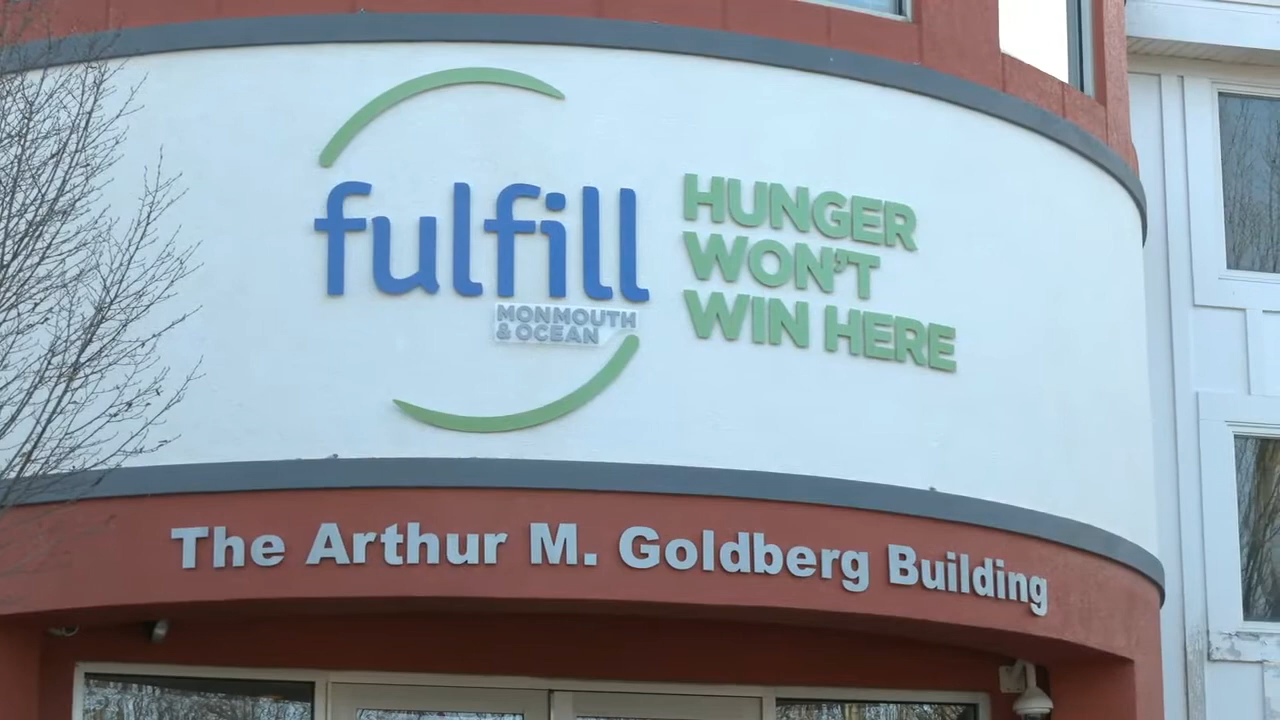 fulfill
MONMOUTH
& OCEAN
HUNGER
WON'T
WIN HERE
The Arthur M. Goldberg Building